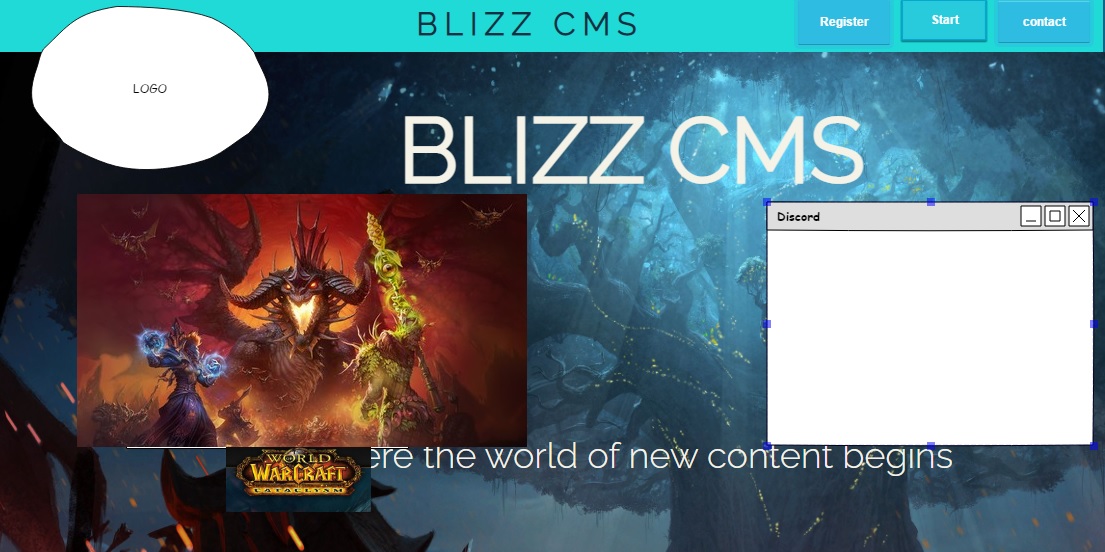 BLIZZ CMS
Register
Start
contact
LOGO
BLIZZ CMS
Discord
ere the world of new content begins
WORLD
OF
WARCRAFT
CATACLYSM